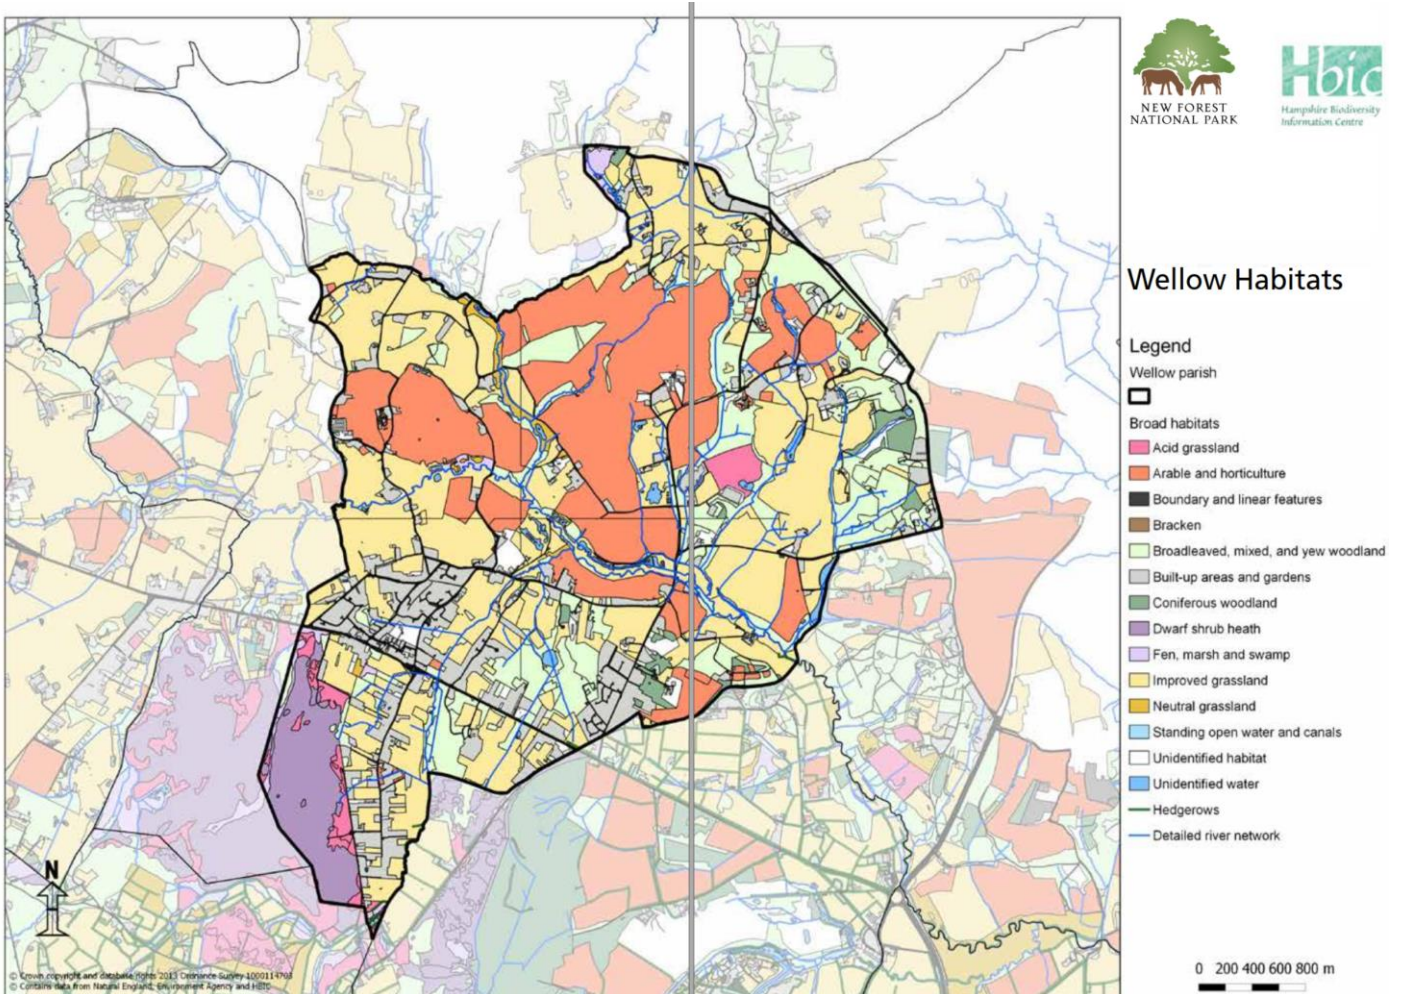 NEW FOREST
NATIONAL PARK
Hbic
Hampshire Biodiversity
Information Centre
Wellow Habitats
Legend
Wellow parish
Broad habitats
Acid grassland
Arable and horticulture
Boundary and linear features
Bracken
Broadleaved, mixed, and yew woodland
Built-up areas and gardens
Coniferous woodland
Dwarf shrub heath
Fen, marsh and swamp
Improved grassland
Neutral grassland
Standing open water and canals
Unidentified habitat
Unidentified water
Hedgerows
Detailed river network
N
0 200 400 600 800 m
© Crown copyright and database rights 2013 Ordnance Survey
© Contains data from Natural England, Environment Agency and HBIC